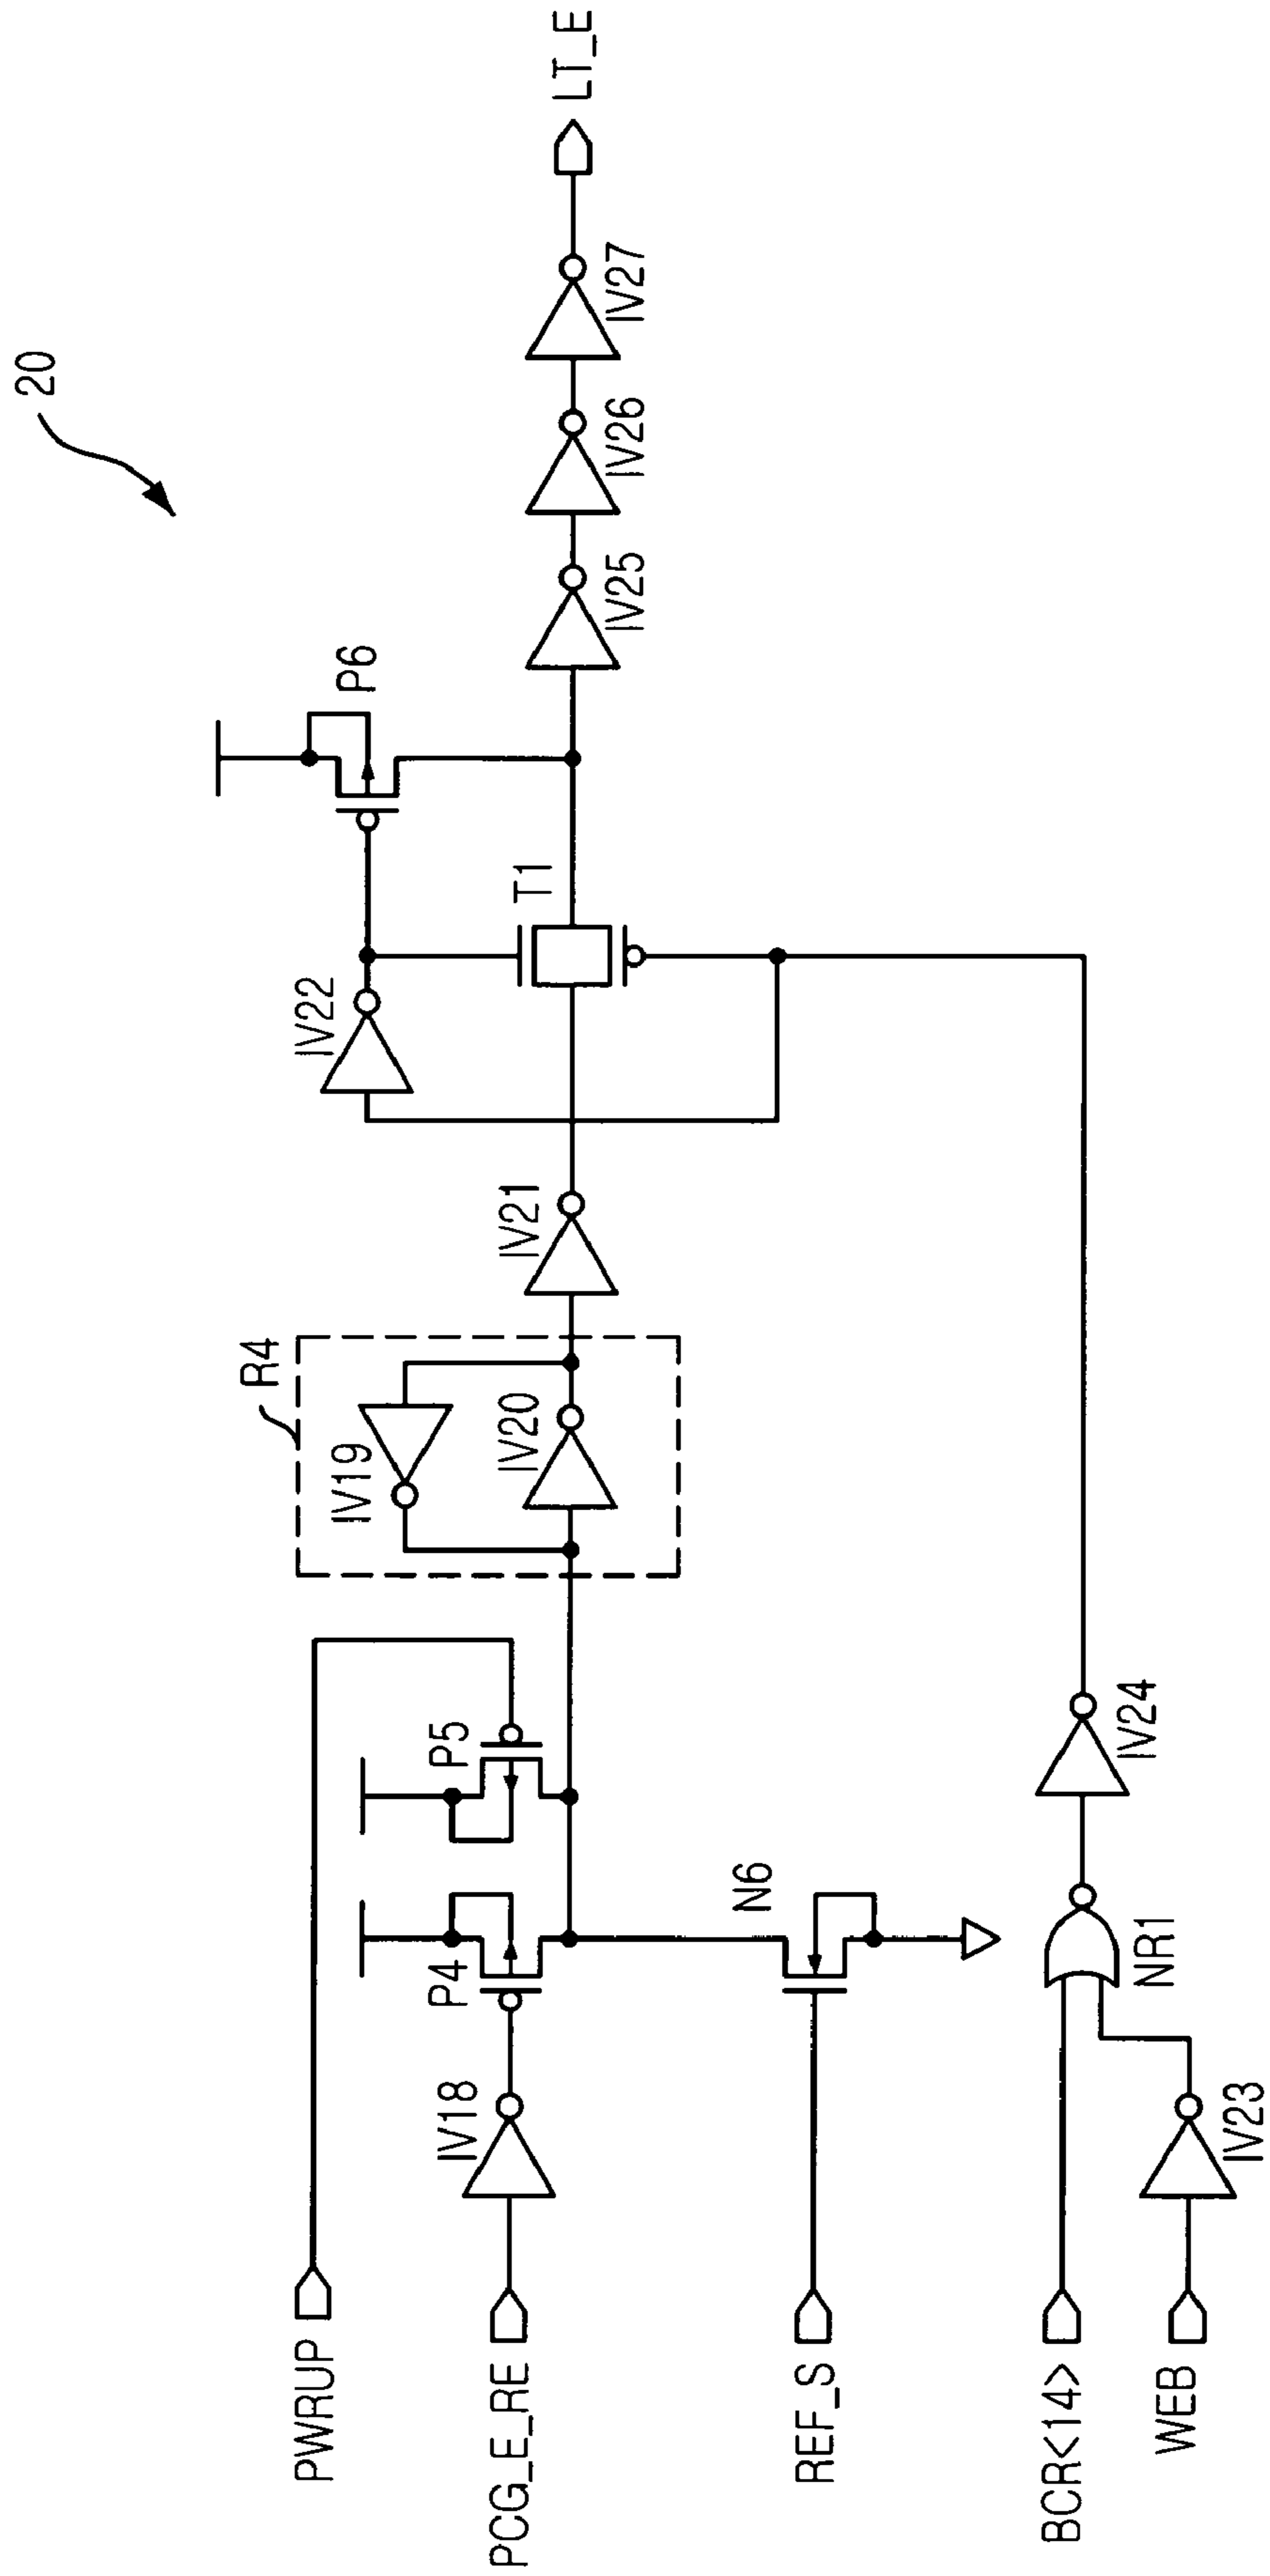 20
PWRUP
P5
R4
IV19
IV22
P6
PCG_E_RE
IV18
P4
IV20
IV21
T1
IV25
IV26
IV27
LT_E
REF_S
N6
BCR<14>
NR1
IV24
WEB
IV23